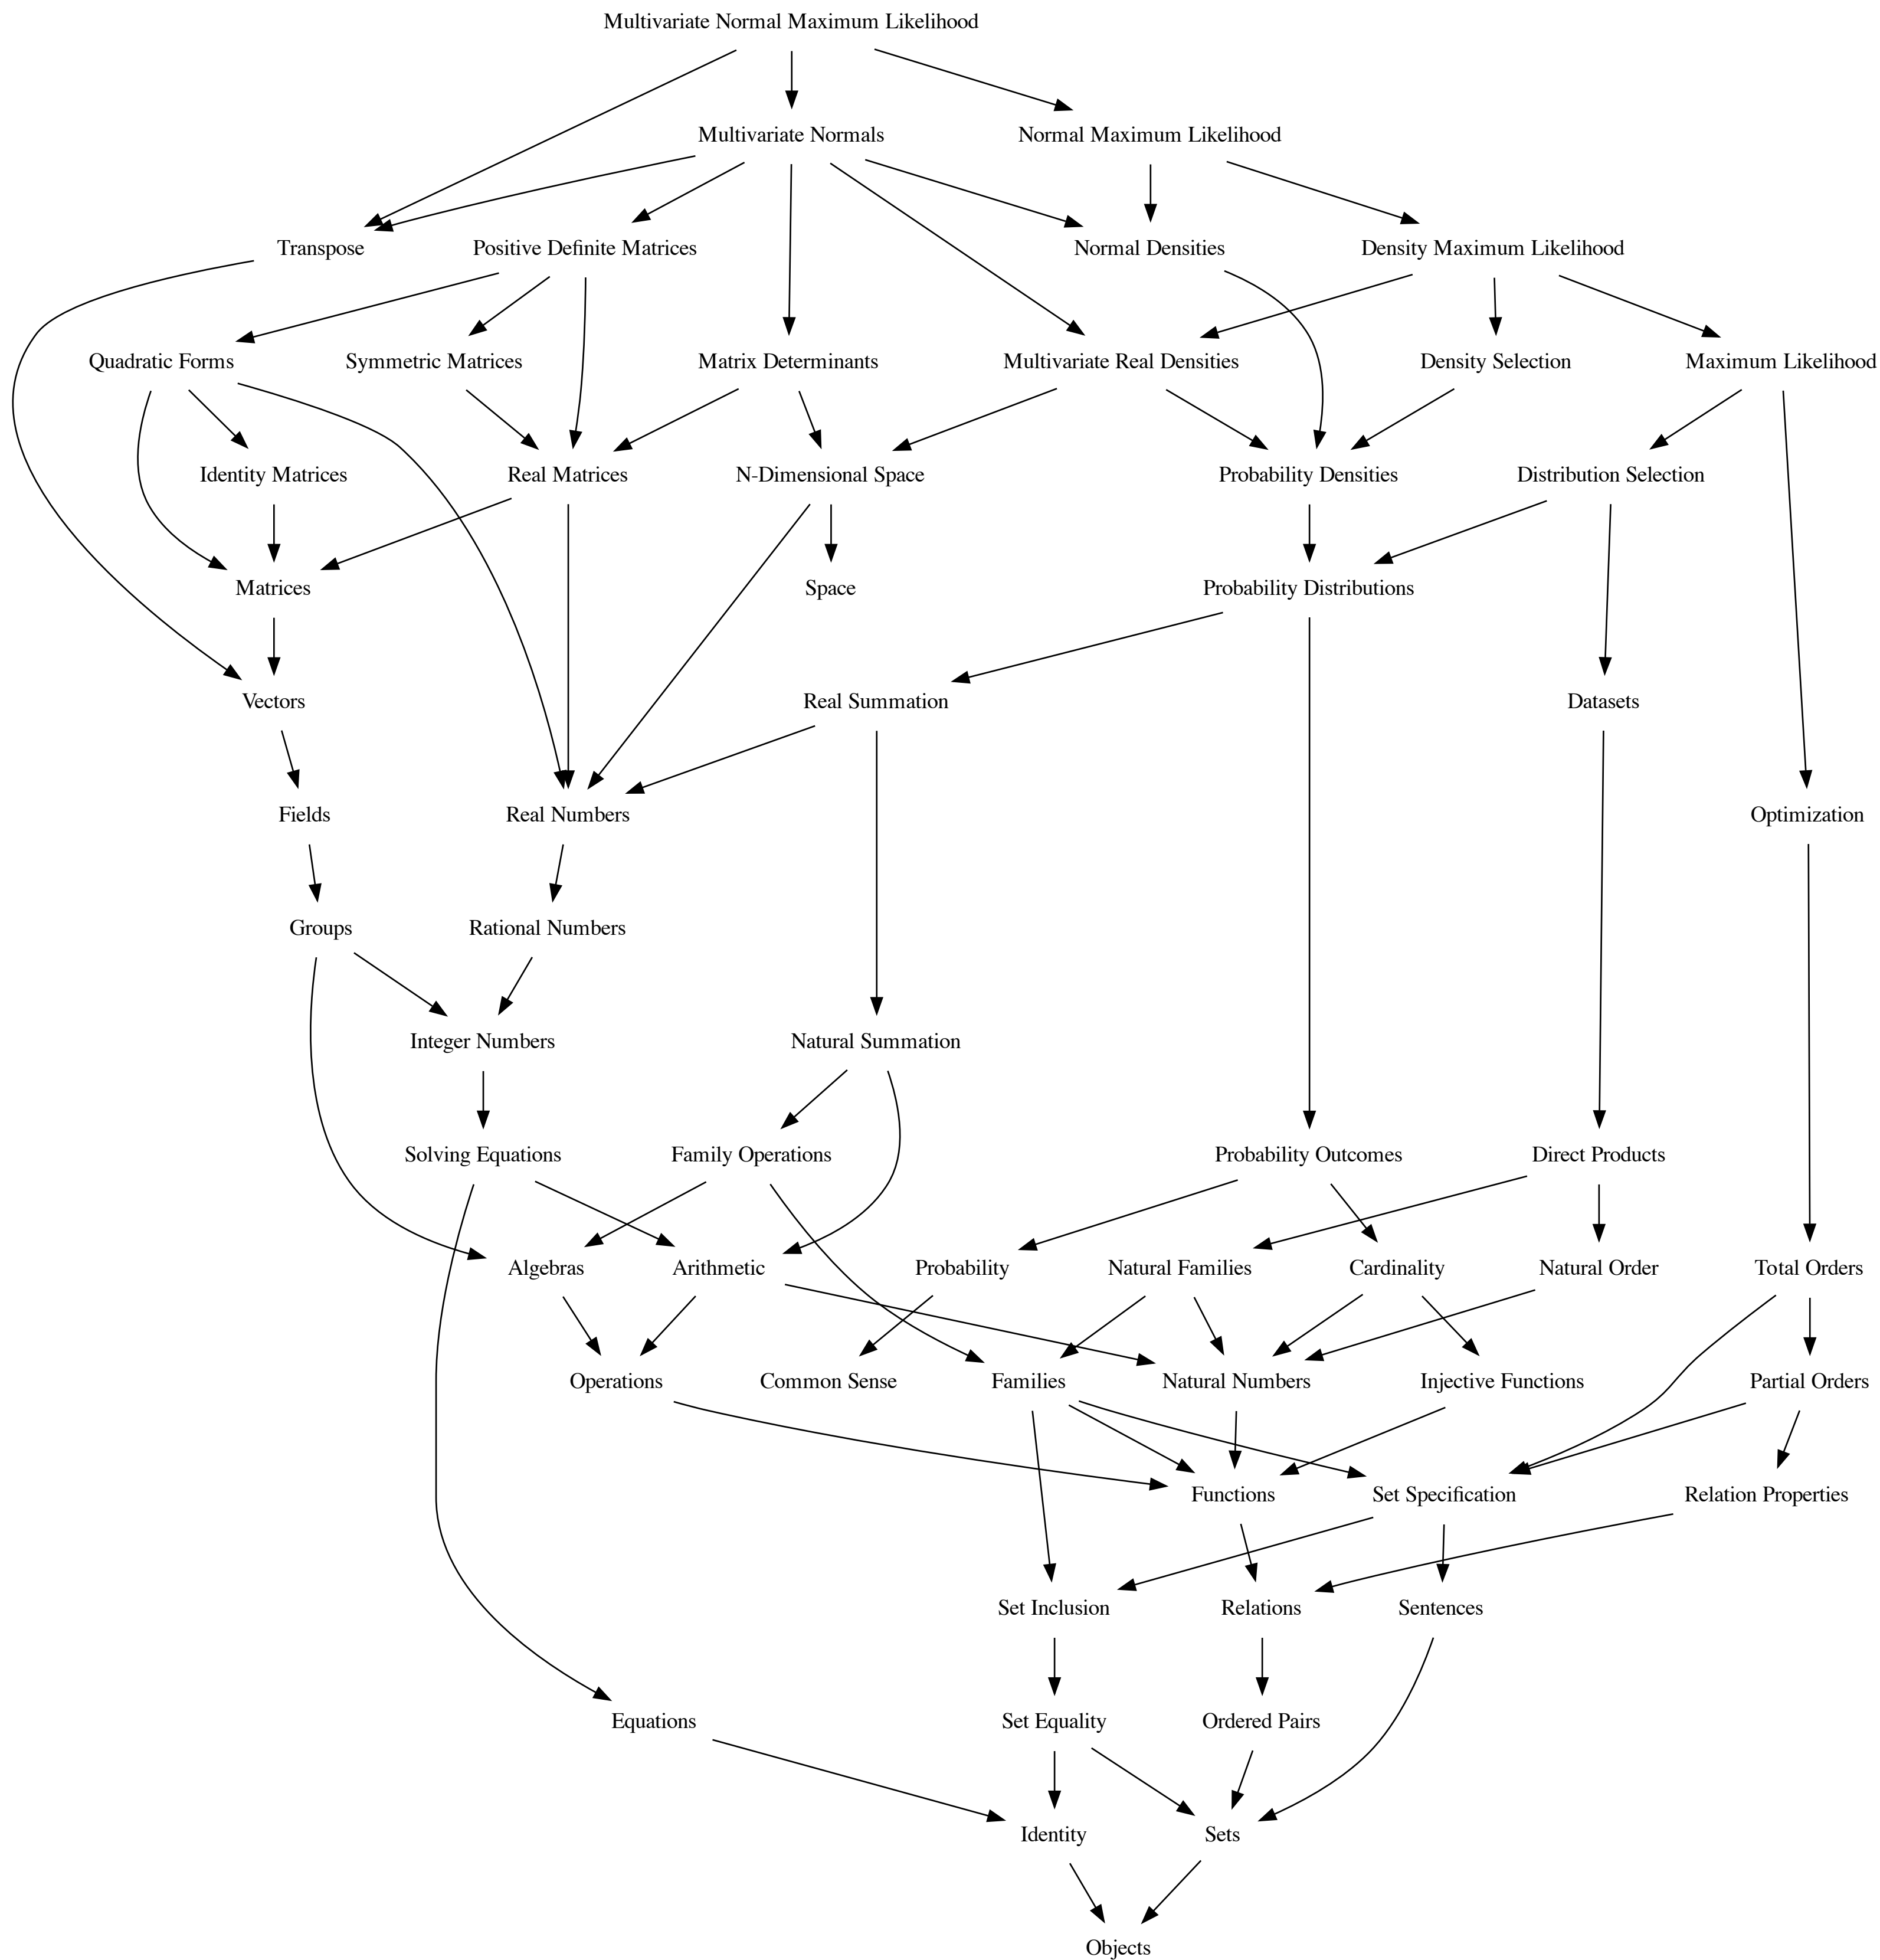 Multivariate Normal Maximum Likelihood
Multivariate Normals
Normal Maximum Likelihood
Transpose
Positive Definite Matrices
Normal Densities
Density Maximum Likelihood
Quadratic Forms
Symmetric Matrices
Matrix Determinants
Multivariate Real Densities
Density Selection
Maximum Likelihood
Identity Matrices
Real Matrices
N-Dimensional Space
Probability Densities
Distribution Selection
Matrices
Space
Probability Distributions
Vectors
Real Summation
Datasets
Fields
Real Numbers
Optimization
Groups
Rational Numbers
Integer Numbers
Natural Summation
Solving Equations
Family Operations
Probability Outcomes
Direct Products
Algebras
Arithmetic
Probability
Natural Families
Cardinality
Natural Order
Total Orders
Operations
Common Sense
Families
Natural Numbers
Injective Functions
Partial Orders
Functions
Set Specification
Relation Properties
Set Inclusion
Relations
Sentences
Equations
Set Equality
Ordered Pairs
Identity
Sets
Objects